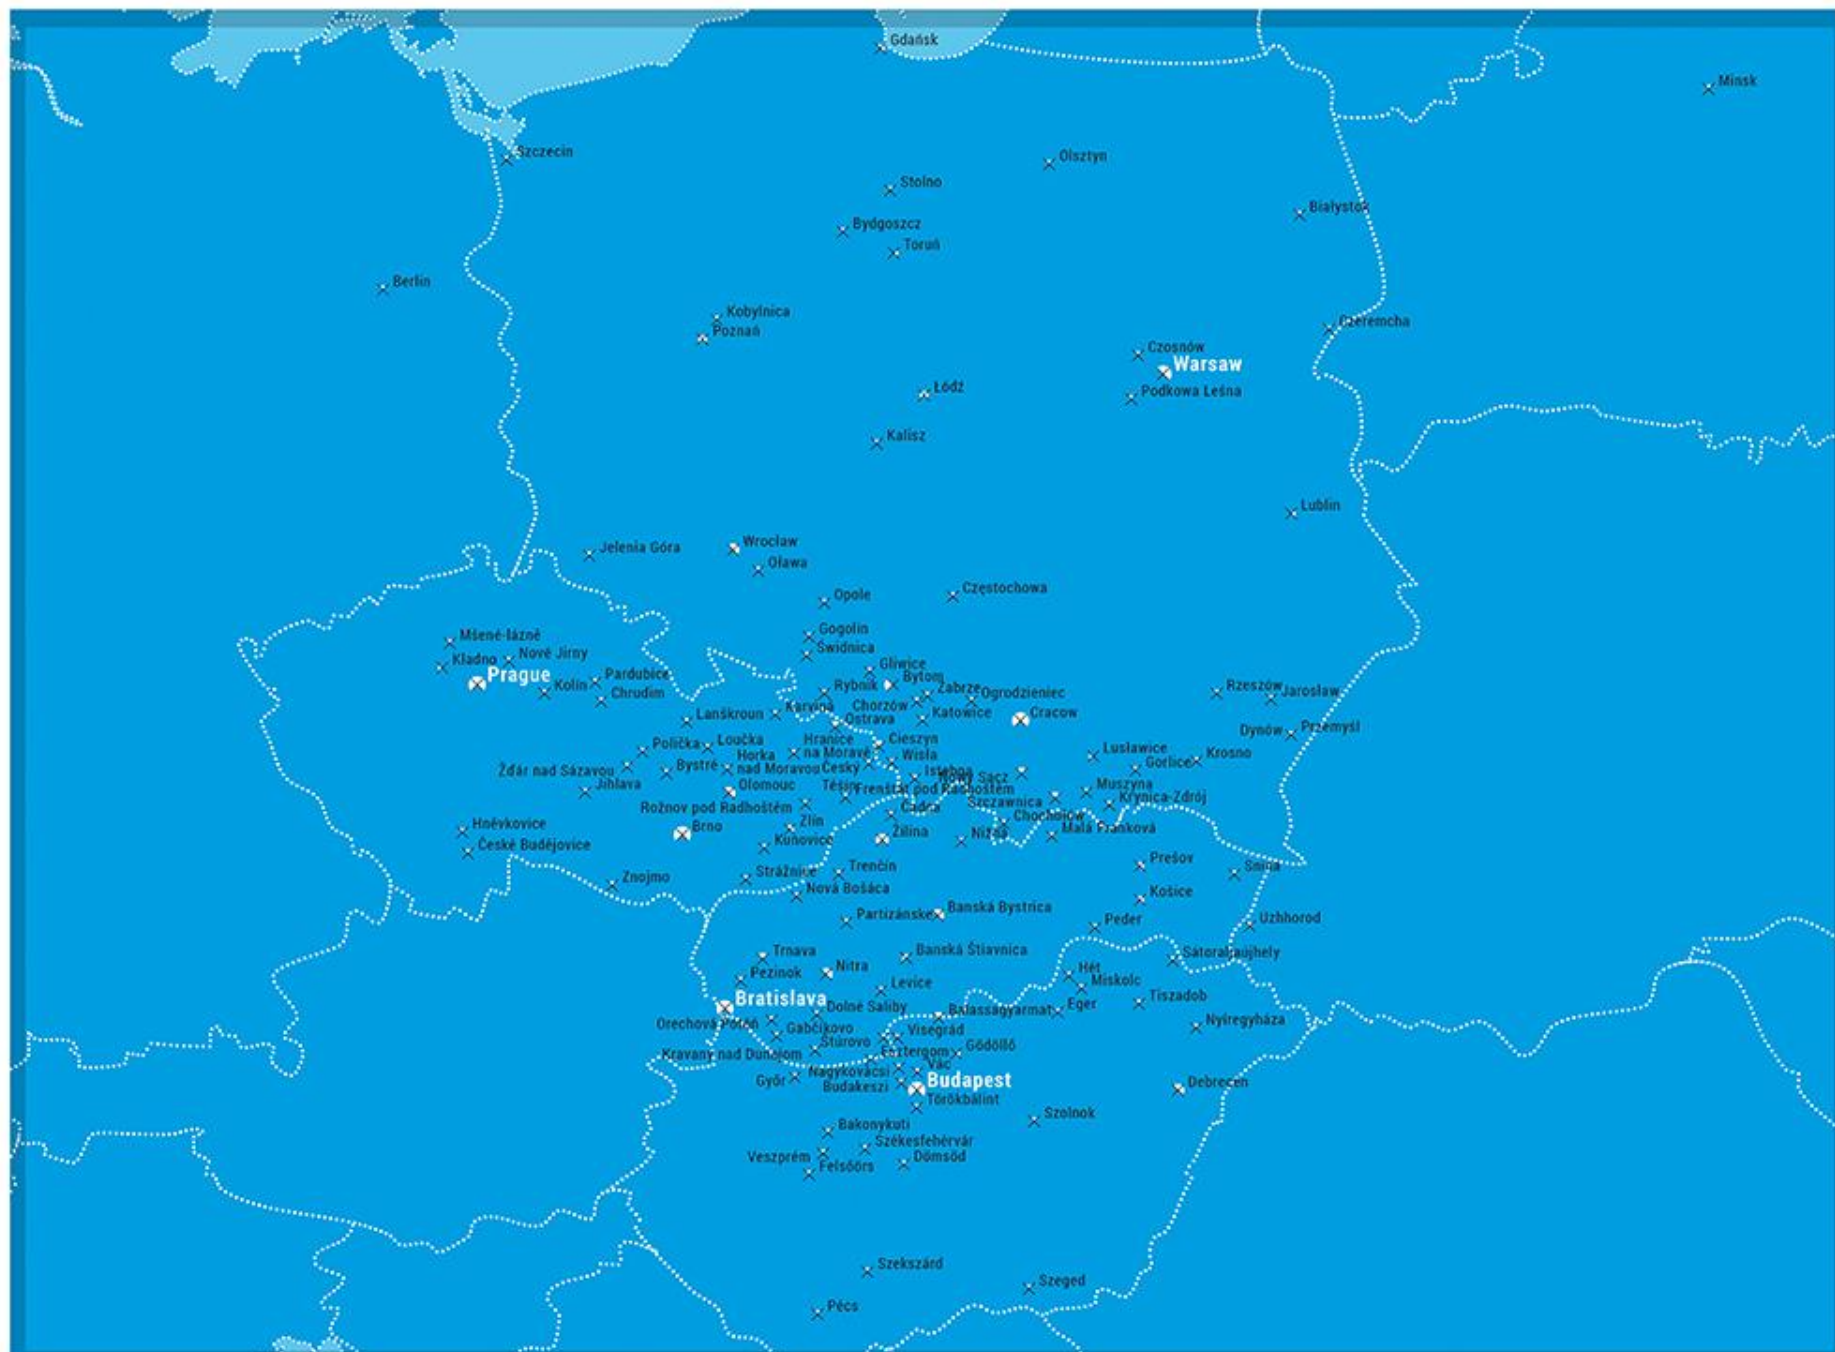 Gdańsk
Minsk
Szczecin
Olsztyn
Stolno
Białystok
Bydgoszcz
Toruń
Berlin
Kobylnica
Poznań
Czeremcha
Czosnów
Warsaw
Łódź
Podkowa Leśna
Kalisz
Lublin
Wrocław
Jelenia Góra
Oława
Częstochowa
Opole
Gogolin
Mšené-lázně
Świdnica
Nové Jirny
Kladno
Gliwice
Prague
Pardubice
Bytom
Kolín
Rybnik
Zabrze
Ogrodzieniec
Rzeszów
Jarosław
Chrudim
Chorzów
Karviná
Katowice
Cracow
Lanškroun
Ostrava
Dynów
Przemyśl
Polička
Loučka
Hranice
na Moravě
Cieszyn
Lusławice
Krosno
Horka
nad Moravou
Wisła
Gorlice
Žďár nad Sázavou
Bystré
Český
Těšín
Istebna
Nowy Sącz
Jihlava
Olomouc
Frenštát pod Radhoštěm
Muszyna
Rožnov pod Radhoštěm
Szczawnica
Krynica-Zdrój
Čadca
Chochołów
Zlín
Hněvkovice
Brno
Žilina
Nižná
Malá Franková
České Budějovice
Kunovice
Prešov
Strážnice
Trenčín
Snina
Znojmo
Nová Bošáca
Košice
Partizánske
Banská Bystrica
Peder
Uzhhorod
Trnava
Banská Štiavnica
Sátoraljaújhely
Pezinok
Nitra
Hét
Miskolc
Levice
Bratislava
Tiszadob
Dolné Saliby
Balassagyarmat
Eger
Orechová Potôň
Gabčíkovo
Visegrád
Nyíregyháza
Štúrovo
Kravany nad Dunajom
Esztergom
Gödöllő
Vác
Győr
Nagykovácsi
Budakeszi
Budapest
Debrecen
Törökbálint
Szolnok
Bakonykuti
Székesfehérvár
Veszprém
Felsőörs
Dömsöd
Szekszárd
Szeged
Pécs